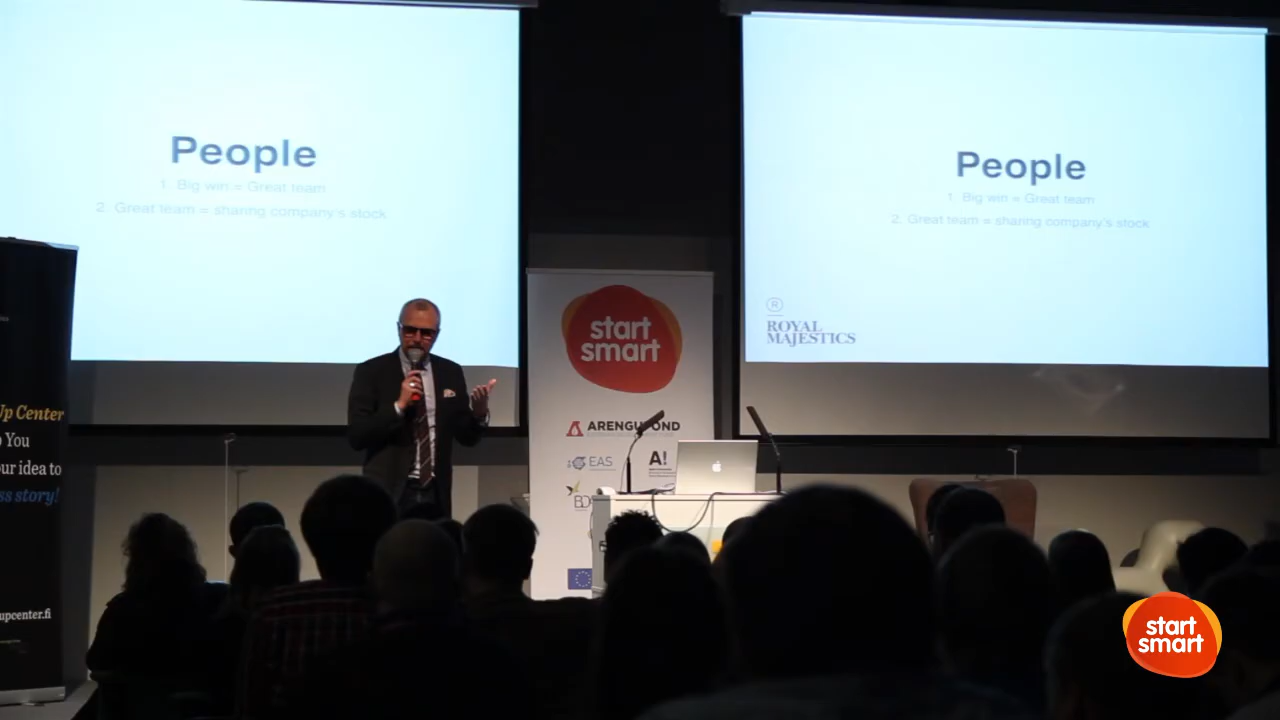 People
1. Big win = Great team
2. Great team = sharing company's stock
People
1. Big win = Great team
2. Great team = sharing company's stock
R
ROYAL
MAJESTICS
Up Center
You
our idea to
ss story!
upcenter.fi
start
smart
EAS
A!
start
smart